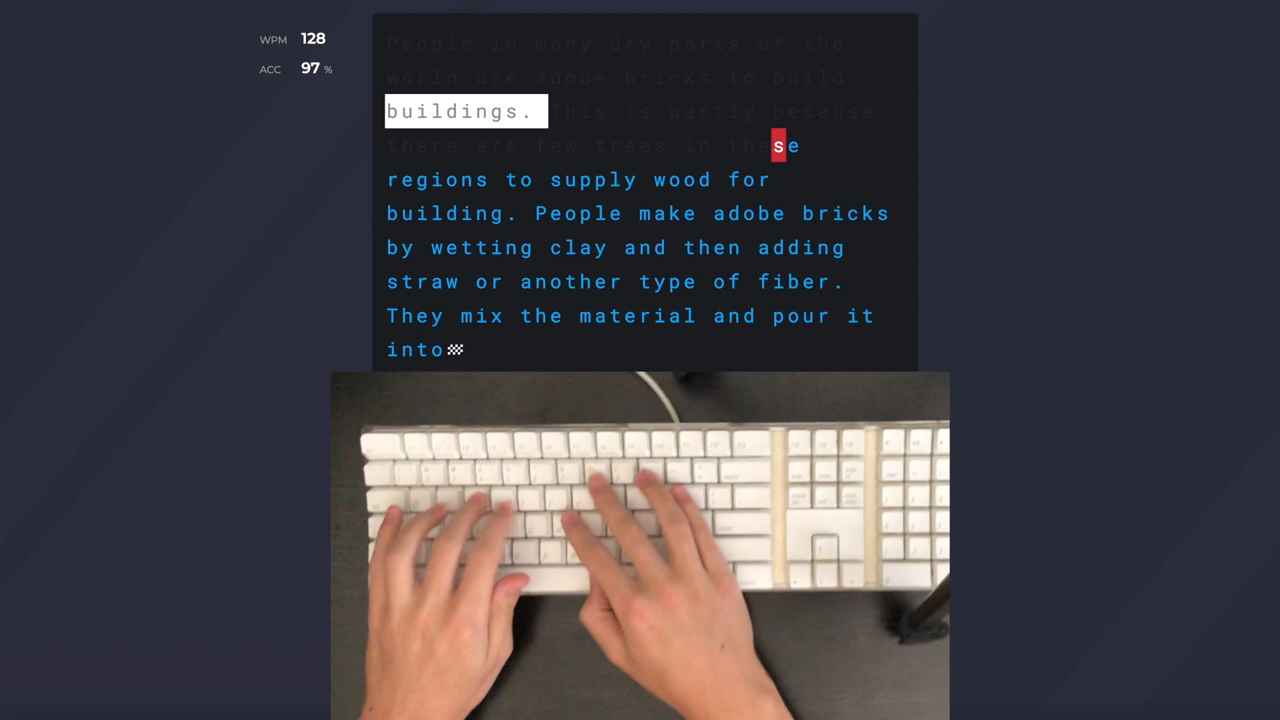 WPM 128
ACC 97 %
People in many dry parts of the
world use adobe bricks to build
buildings. This is partly because
there are few trees in these
regions to supply wood for
building. People make adobe bricks
by wetting clay and then adding
straw or another type of fiber.
They mix the material and pour it
into